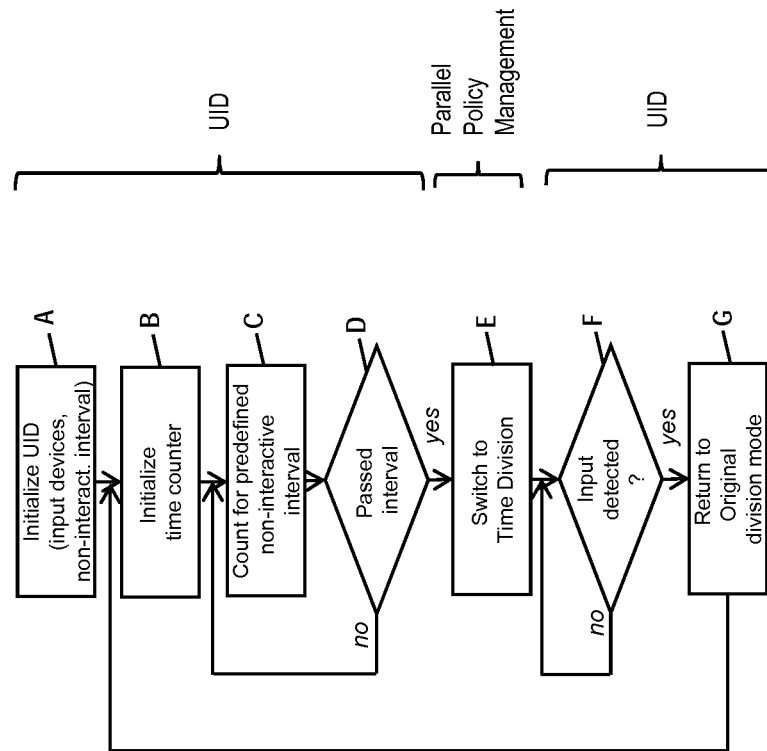 Initialize UID
(input devices,
non-interact. interval)
A
Initialize
time counter
B
Count for predefined
non-interactive
interval
C
Passed
interval
D
no
yes
Switch to
Time Division
E
Input
detected
?
F
no
yes
Return to
Original
division mode
G
UID
Parallel
Policy
Management
UID